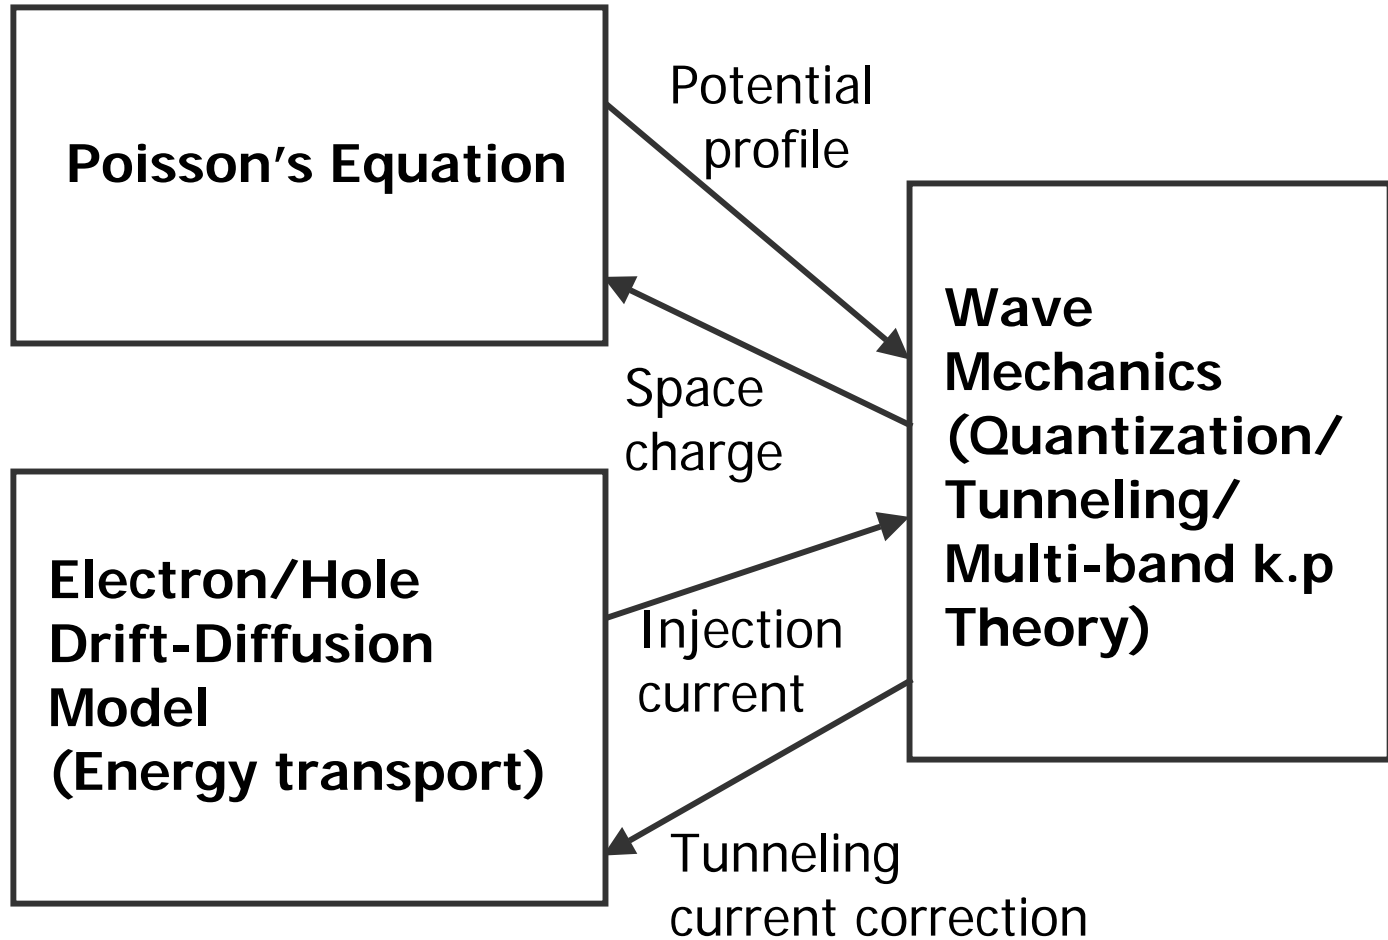 Poisson’s Equation
Potential
profile
Space
charge
Wave
Mechanics
(Quantization/
Tunneling/
Multi-band k.p
Theory)
Electron/Hole
Drift-Diffusion
Model
(Energy transport)
Injection
current
Tunneling
current correction